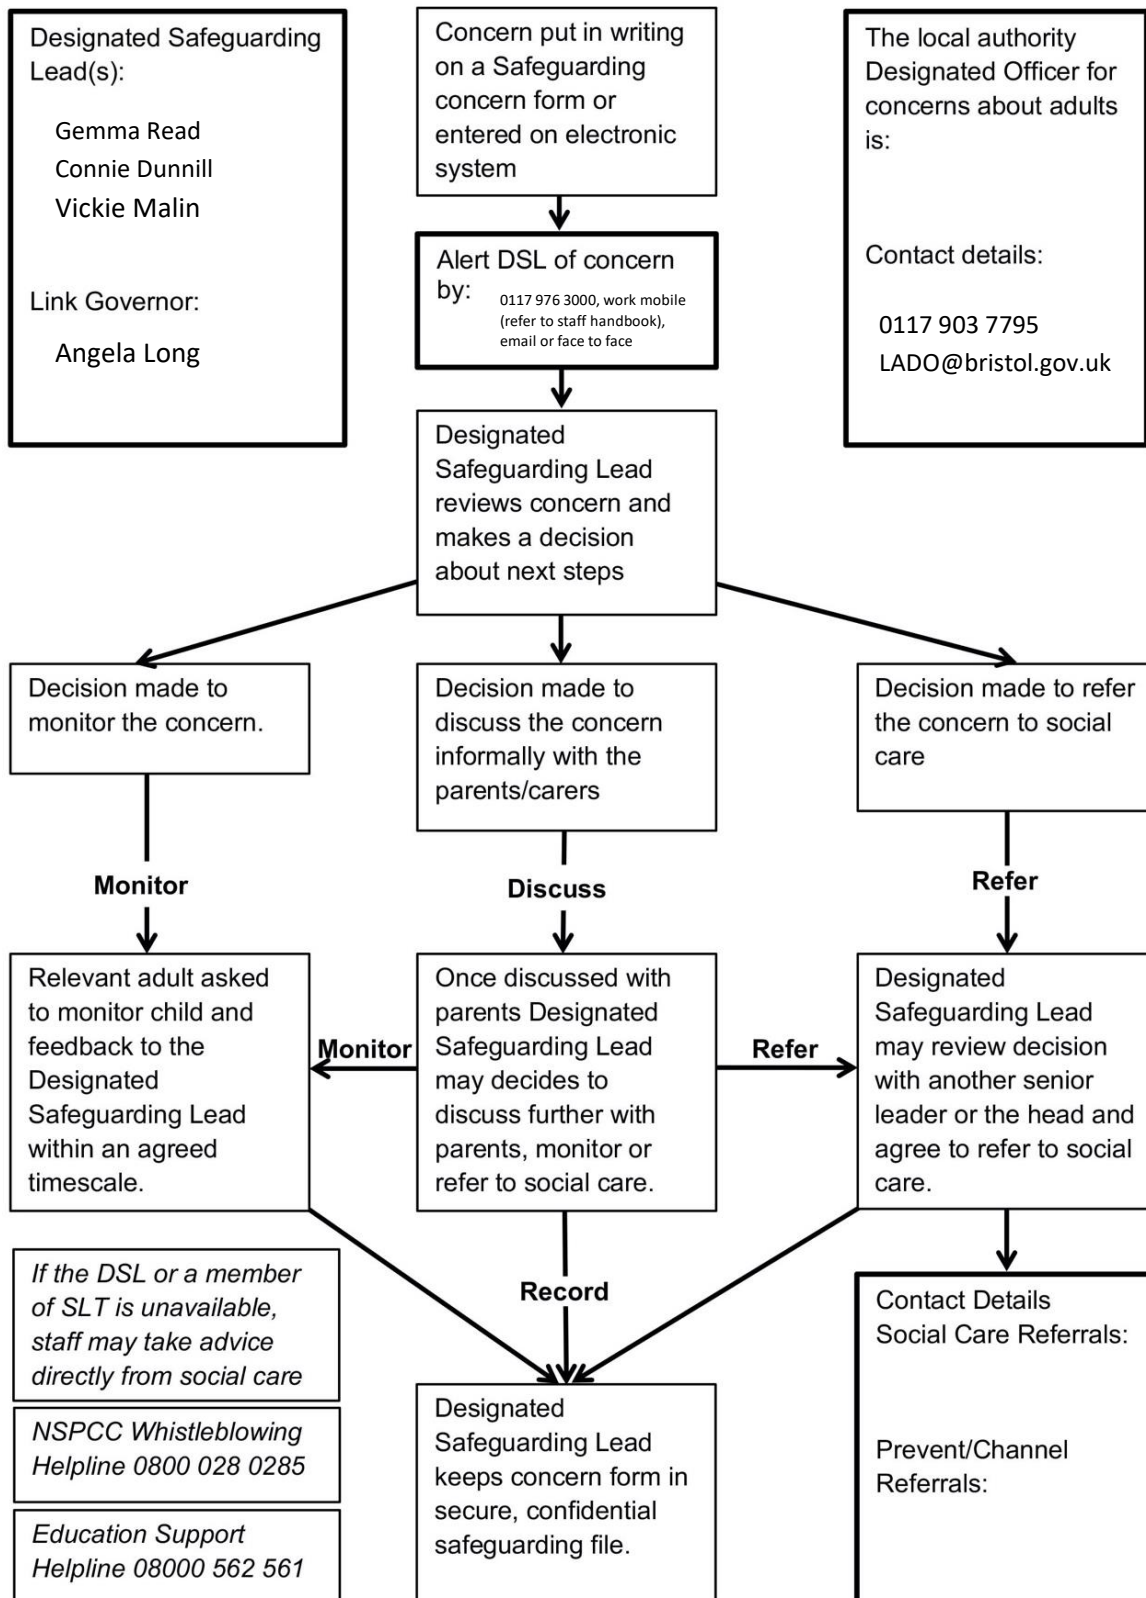 Designated Safeguarding
Lead(s):
Gemma Read
Connie Dunnill
Vickie Malin
Link Governor:
Angela Long
Concern put in writing
on a Safeguarding
concern form or
entered on electronic
system
The local authority
Designated Officer for
concerns about adults
is:
Contact details:
0117 903 7795
LADO@bristol.gov.uk
Alert DSL of concern
by:
0117 976 3000, work mobile
(refer to staff handbook),
email or face to face
Designated
Safeguarding Lead
reviews concern and
makes a decision
about next steps
Decision made to
monitor the concern.
Decision made to
discuss the concern
informally with the
parents/carers
Decision made to refer
the concern to social
care
Monitor
Discuss
Refer
Relevant adult asked
to monitor child and
feedback to the
Designated
Safeguarding Lead
within an agreed
timescale.
Monitor
Once discussed with
parents Designated
Safeguarding Lead
may decides to
discuss further with
parents, monitor or
refer to social care.
Refer
Designated
Safeguarding Lead
may review decision
with another senior
leader or the head and
agree to refer to social
care.
If the DSL or a member
of SLT is unavailable,
staff may take advice
directly from social care
NSPCC Whistleblowing
Helpline 0800 028 0285
Education Support
Helpline 08000 562 561
Record
Designated
Safeguarding Lead
keeps concern form in
secure, confidential
safeguarding file.
Contact Details
Social Care Referrals:
Prevent/Channel
Referrals: